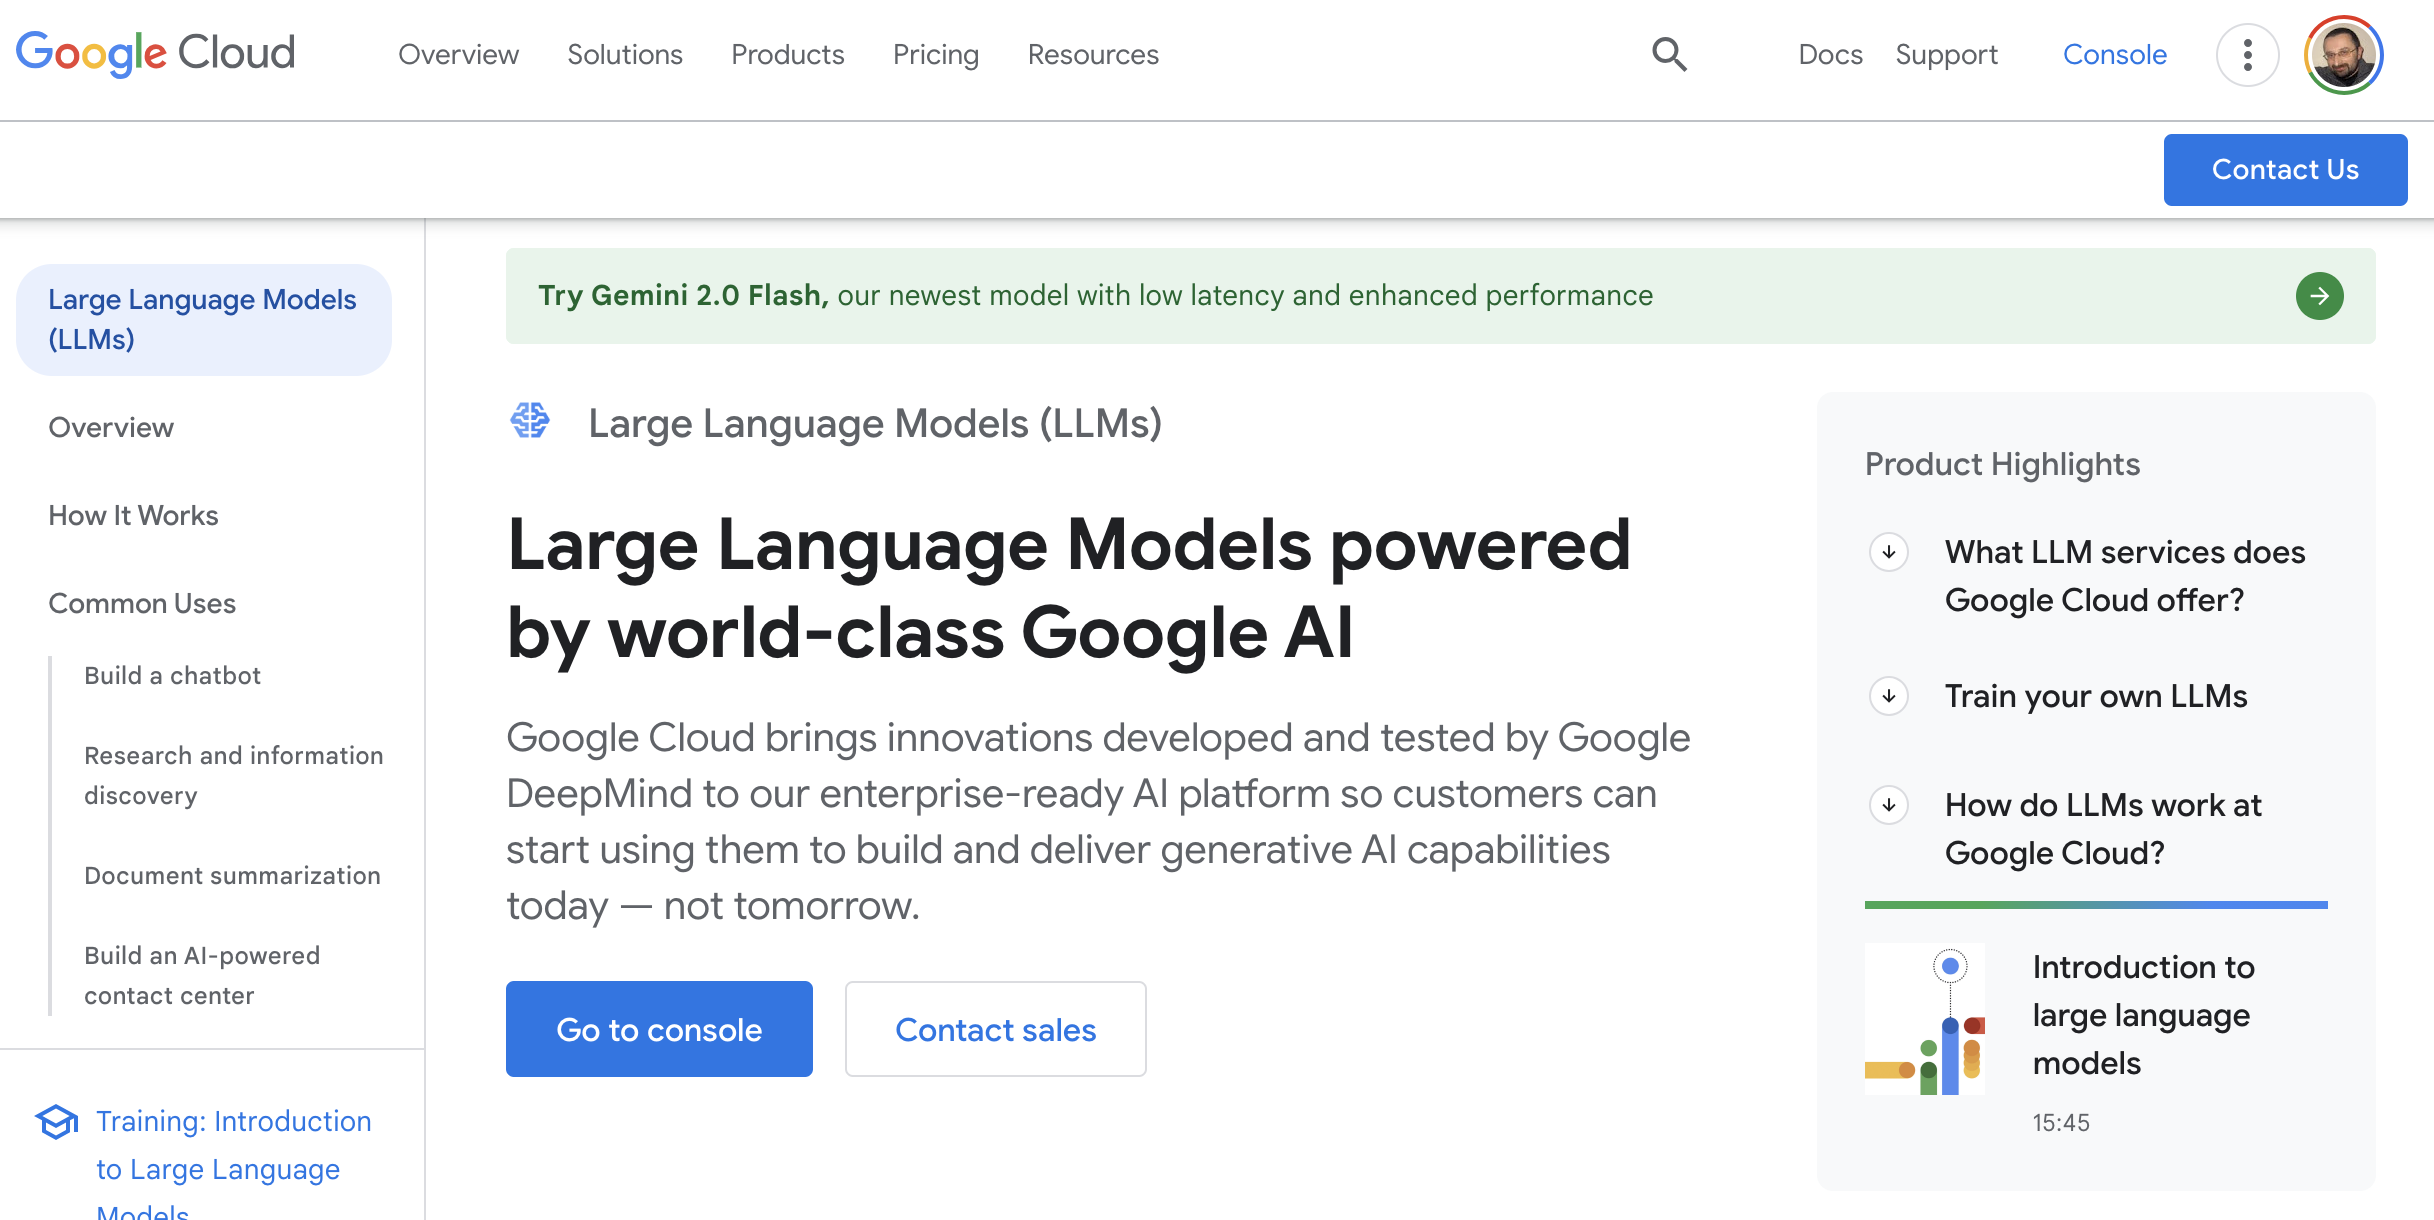 Google Cloud
Overview
Solutions
Products
Pricing
Resources
Docs
Support
Console
Contact Us
Large Language Models
(LLMs)
Overview
How It Works
Common Uses
Build a chatbot
Research and information
discovery
Document summarization
Build an AI-powered
contact center
Training: Introduction
to Large Language
Models
Try Gemini 2.0 Flash, our newest model with low latency and enhanced performance
Large Language Models (LLMs)
Large Language Models powered
by world-class Google AI
Google Cloud brings innovations developed and tested by Google
DeepMind to our enterprise-ready AI platform so customers can
start using them to build and deliver generative AI capabilities
today — not tomorrow.
Go to console
Contact sales
Product Highlights
What LLM services does
Google Cloud offer?
Train your own LLMs
How do LLMs work at
Google Cloud?
Introduction to
large language
models
15:45